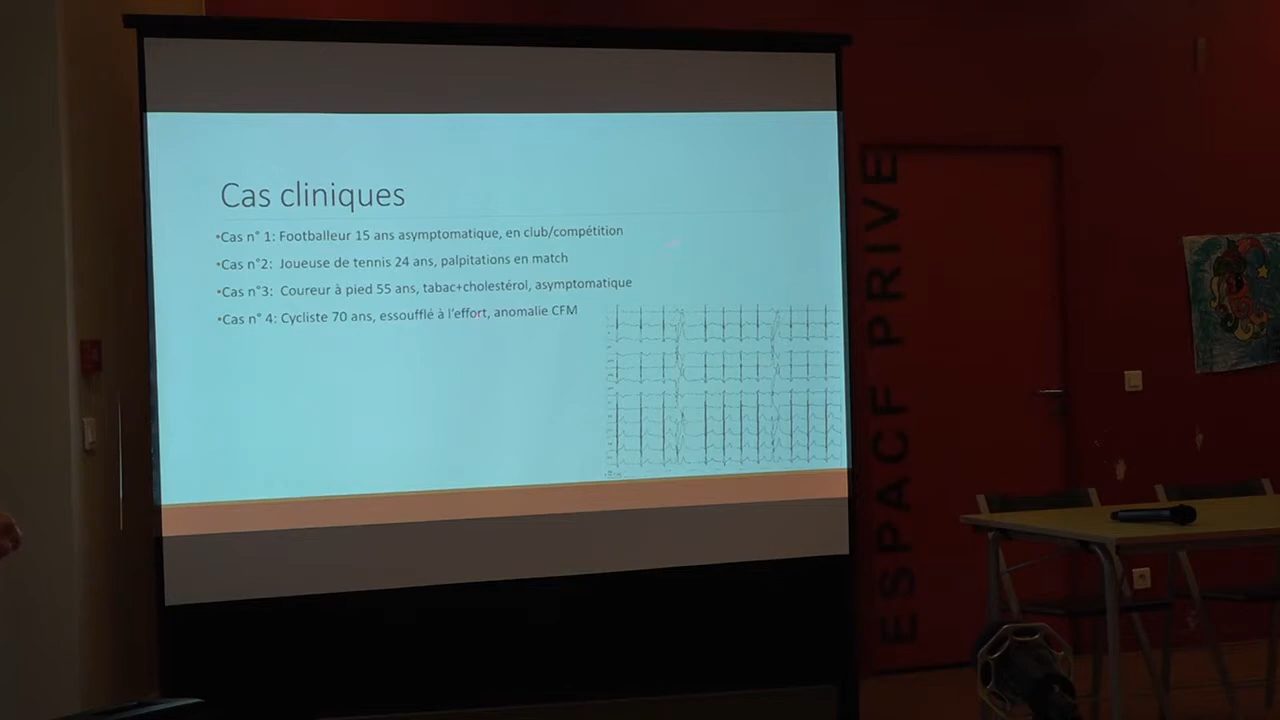 Cas cliniques
•Cas n° 1: Footballeur 15 ans asymptomatique, en club/compétition
•Cas n°2: Joueuse de tennis 24 ans, palpitations en match
•Cas n°3: Coureur à pied 55 ans, tabac+cholestérol, asymptomatique
•Cas n° 4: Cycliste 70 ans, essoufflé à l'effort, anomalie CFM
ESPACE PRIVE